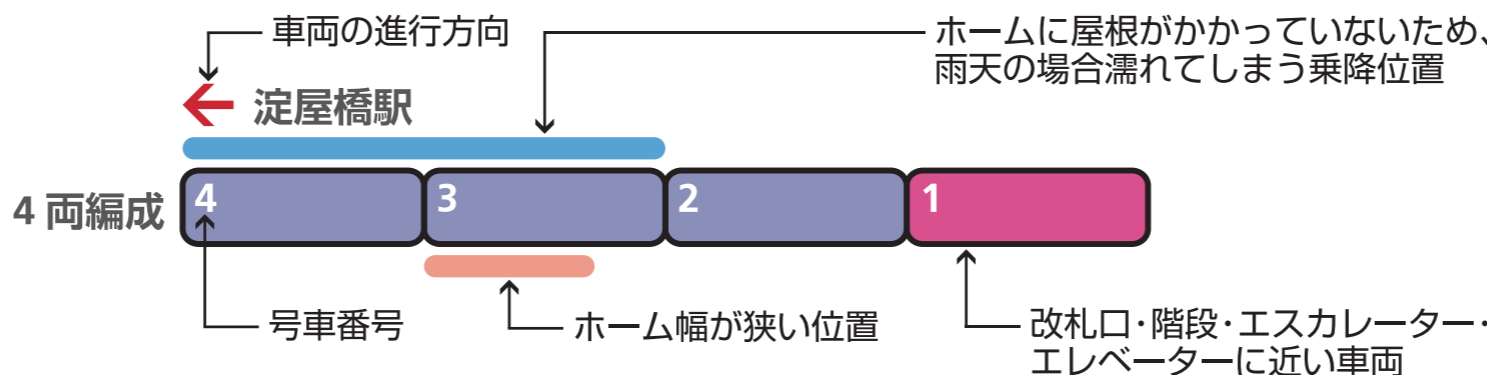 車両の進行方向
ホームに屋根がかかっていないため、
雨天の場合濡れてしまう乗降位置
淀屋橋駅
4 両編成
4
3
2
1
号車番号
ホーム幅が狭い位置
改札口・階段・エスカレーター・
エレベーターに近い車両